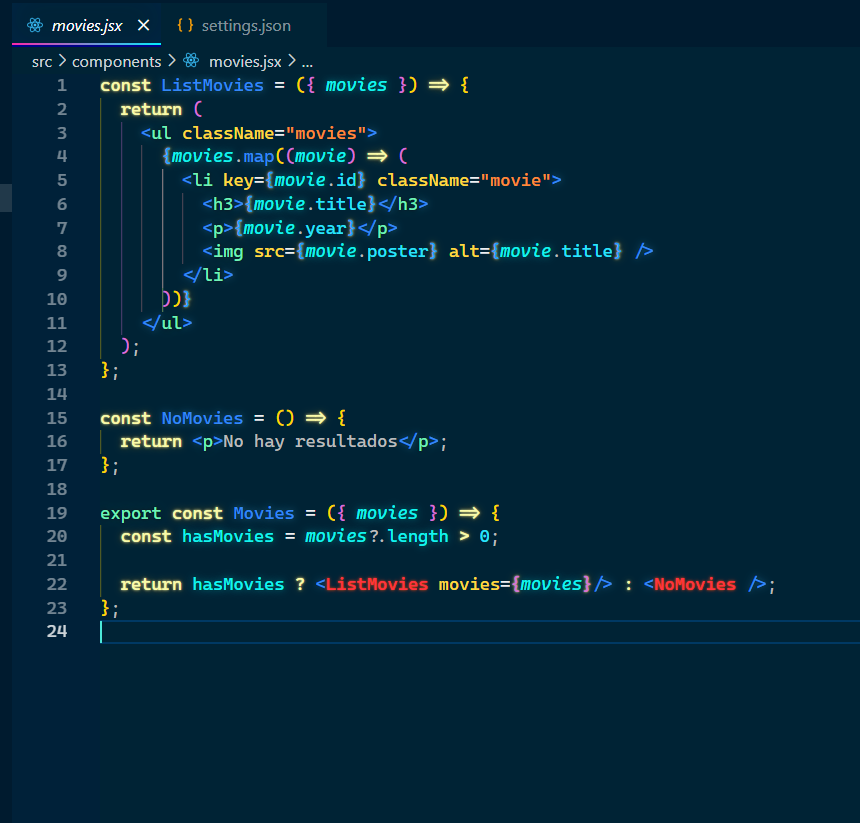 movies.jsx ✕ {} settings.json
src > components > movies.jsx > ...
1 const ListMovies = ({ movies }) => {
2   return (
3     <ul className="movies">
4       {movies.map((movie) => (
5         <li key={movie.id} className="movie">
6           <h3>{movie.title}</h3>
7           <p>{movie.year}</p>
8           <img src={movie.poster} alt={movie.title} />
9         </li>
10       ))}
11     </ul>
12   );
13 };
14
15 const NoMovies = () => {
16   return <p>No hay resultados</p>;
17 };
18
19 export const Movies = ({ movies }) => {
20   const hasMovies = movies?.length > 0;
21
22   return hasMovies ? <ListMovies movies={movies}/> : <NoMovies />;
23 };
24